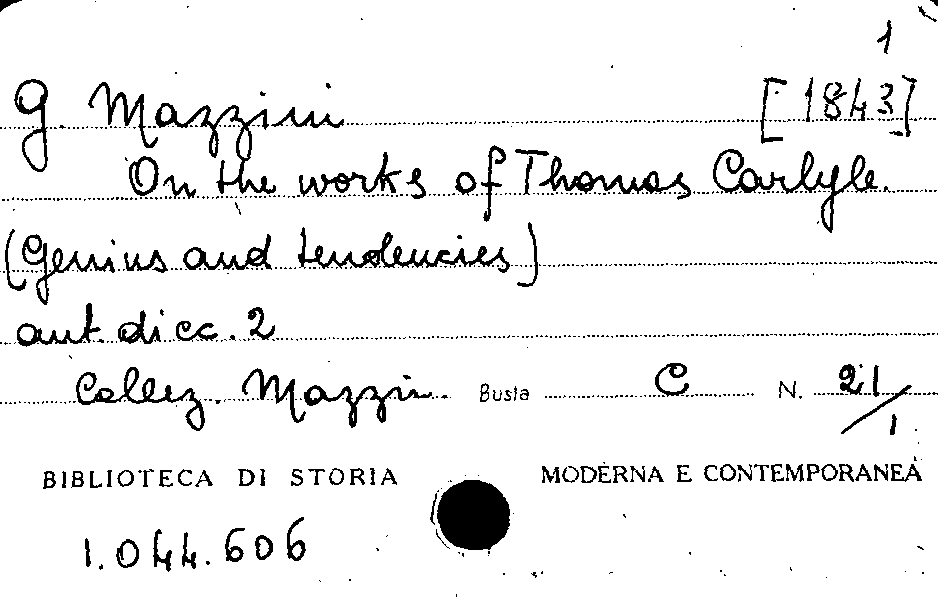 1
G. Mazzini [1843]
On the works of Thomas Carlyle.
(Genius and tendencies)
aut. di cc. 2
Collez. Mazzini. Busta C N. 21/1
BIBLIOTECA DI STORIA MODERNA E CONTEMPORANEA
1.044.606